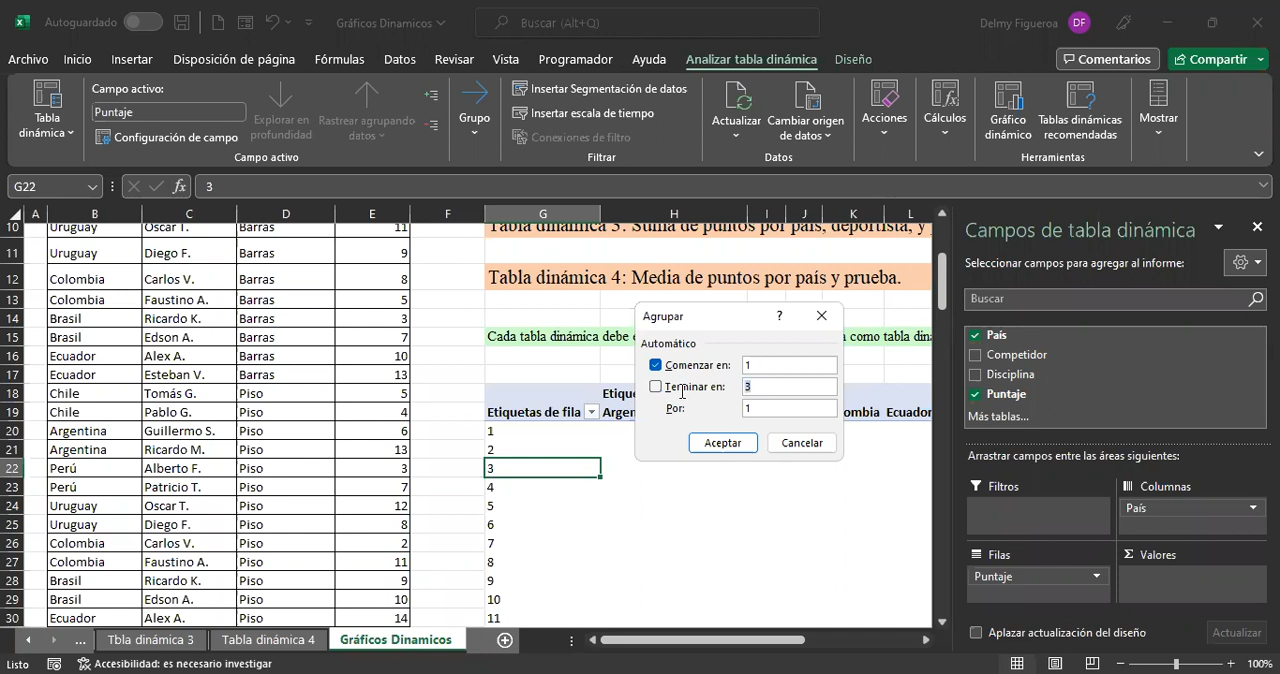 Autoguardado
Gráficos Dinamicos
Buscar (Alt+Q)
Delmy Figueroa
DF
Archivo Inicio Insertar Disposición de página Fórmulas Datos Revisar Vista Programador Ayuda Analizar tabla dinámica Diseño
Comentarios
Compartir
Tabla dinámica
Campo activo:
Puntaje
Configuración de campo
Explorar en profundidad
Rastrear agrupando datos
Campo activo
Grupo
Insertar Segmentación de datos
Insertar escala de tiempo
Conexiones de filtro
Filtrar
Actualizar
Cambiar origen de datos
Datos
Acciones
Cálculos
Gráfico dinámico
Tablas dinámicas recomendadas
Herramientas
Mostrar
G22
fx
3
A B C D E F G H I J K L
10 Uruguay Oscar T. Barras 11 Tabla dinámica 3: Suma de puntos por país, deportista, y
11 Uruguay Diego F. Barras 9
12 Colombia Carlos V. Barras 8 Tabla dinámica 4: Media de puntos por país y prueba.
13 Colombia Faustino A. Barras 5
14 Brasil Ricardo K. Barras 3
15 Brasil Edson A. Barras 7 Cada tabla dinámica debe como tabla diná
16 Ecuador Alex A. Barras 10
17 Ecuador Esteban V. Barras 13
18 Chile Tomás G. Piso 5 Etique
19 Chile Pablo G. Piso 4 Etiquetas de fila Argen olombia Ecuador
20 Argentina Guillermo S. Piso 6 1
21 Argentina Ricardo M. Piso 13 2
22 Perú Alberto F. Piso 3 3
23 Perú Patricio T. Piso 7 4
24 Uruguay Oscar T. Piso 12 5
25 Uruguay Diego F. Piso 8 6
26 Colombia Carlos V. Piso 2 7
27 Colombia Faustino A. Piso 11 8
28 Brasil Ricardo K. Piso 9 9
29 Brasil Edson A. Piso 10 10
30 Ecuador Alex A. Piso 14 11
Agrupar
?
Automático
Comenzar en: 1
Terminar en: 3
Por: 1
Aceptar
Cancelar
Campos de tabla dinámica
Seleccionar campos para agregar al informe:
Buscar
País
Competidor
Disciplina
Puntaje
Más tablas...
Arrastrar campos entre las áreas siguientes:
Filtros
Columnas
País
Filas
Puntaje
Σ Valores
Aplazar actualización del diseño
Actualizar
... Tbla dinámica 3 Tabla dinámica 4 Gráficos Dinamicos
Listo
Accesibilidad: es necesario investigar
100%